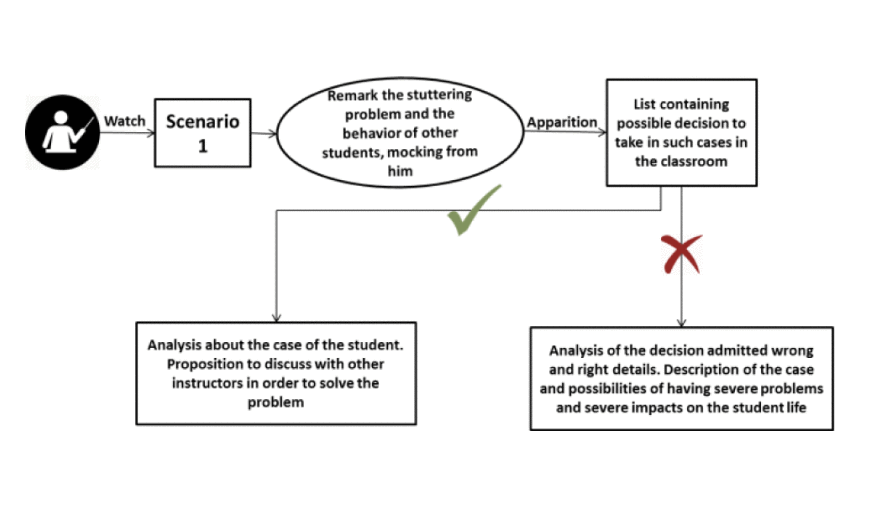 Watch
Scenario
1
Remark the stuttering
problem and the
behavior of other
students, mocking from
him
Apparition
List containing
possible decision to
take in such cases in
the classroom
Analysis about the case of the student.
Proposition to discuss with other
instructors in order to solve the
problem
Analysis of the decision admitted wrong
and right details. Description of the case
and possibilities of having severe problems
and severe impacts on the student life